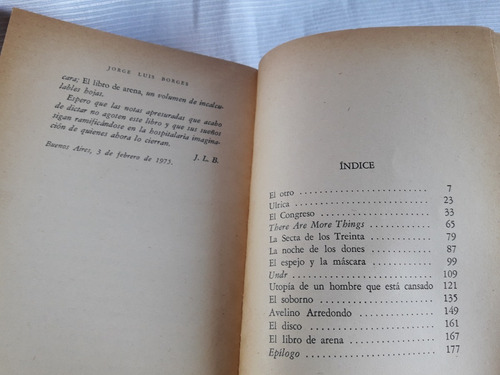 JORGE LUIS BORGES
cara; El libro de arena, un volumen de incalcu-
lables hojas.
Espero que las notas apresuradas que acabo
de dictar no agoten este libro y que sus sueños
sigan ramificándose en la hospitalaria imagina-
ción de quienes ahora lo cierran.
J. L. B.
Buenos Aires, 3 de febrero de 1975.
ÍNDICE
El otro . . . . . . . . . . . . . . . . . . 7
Ulrica . . . . . . . . . . . . . . . . . . 23
El Congreso . . . . . . . . . . . . . . . 33
There Are More Things . . . . . . . . . 65
La Secta de los Treinta . . . . . . . . . 79
La noche de los dones . . . . . . . . . . 87
El espejo y la máscara . . . . . . . . . . 99
Undr . . . . . . . . . . . . . . . . . . . 109
Utopía de un hombre que está cansado 121
El soborno . . . . . . . . . . . . . . . . 135
Avelino Arredondo . . . . . . . . . . . . 149
El disco . . . . . . . . . . . . . . . . . 161
El libro de arena . . . . . . . . . . . . . 167
Epílogo . . . . . . . . . . . . . . . . . . 177